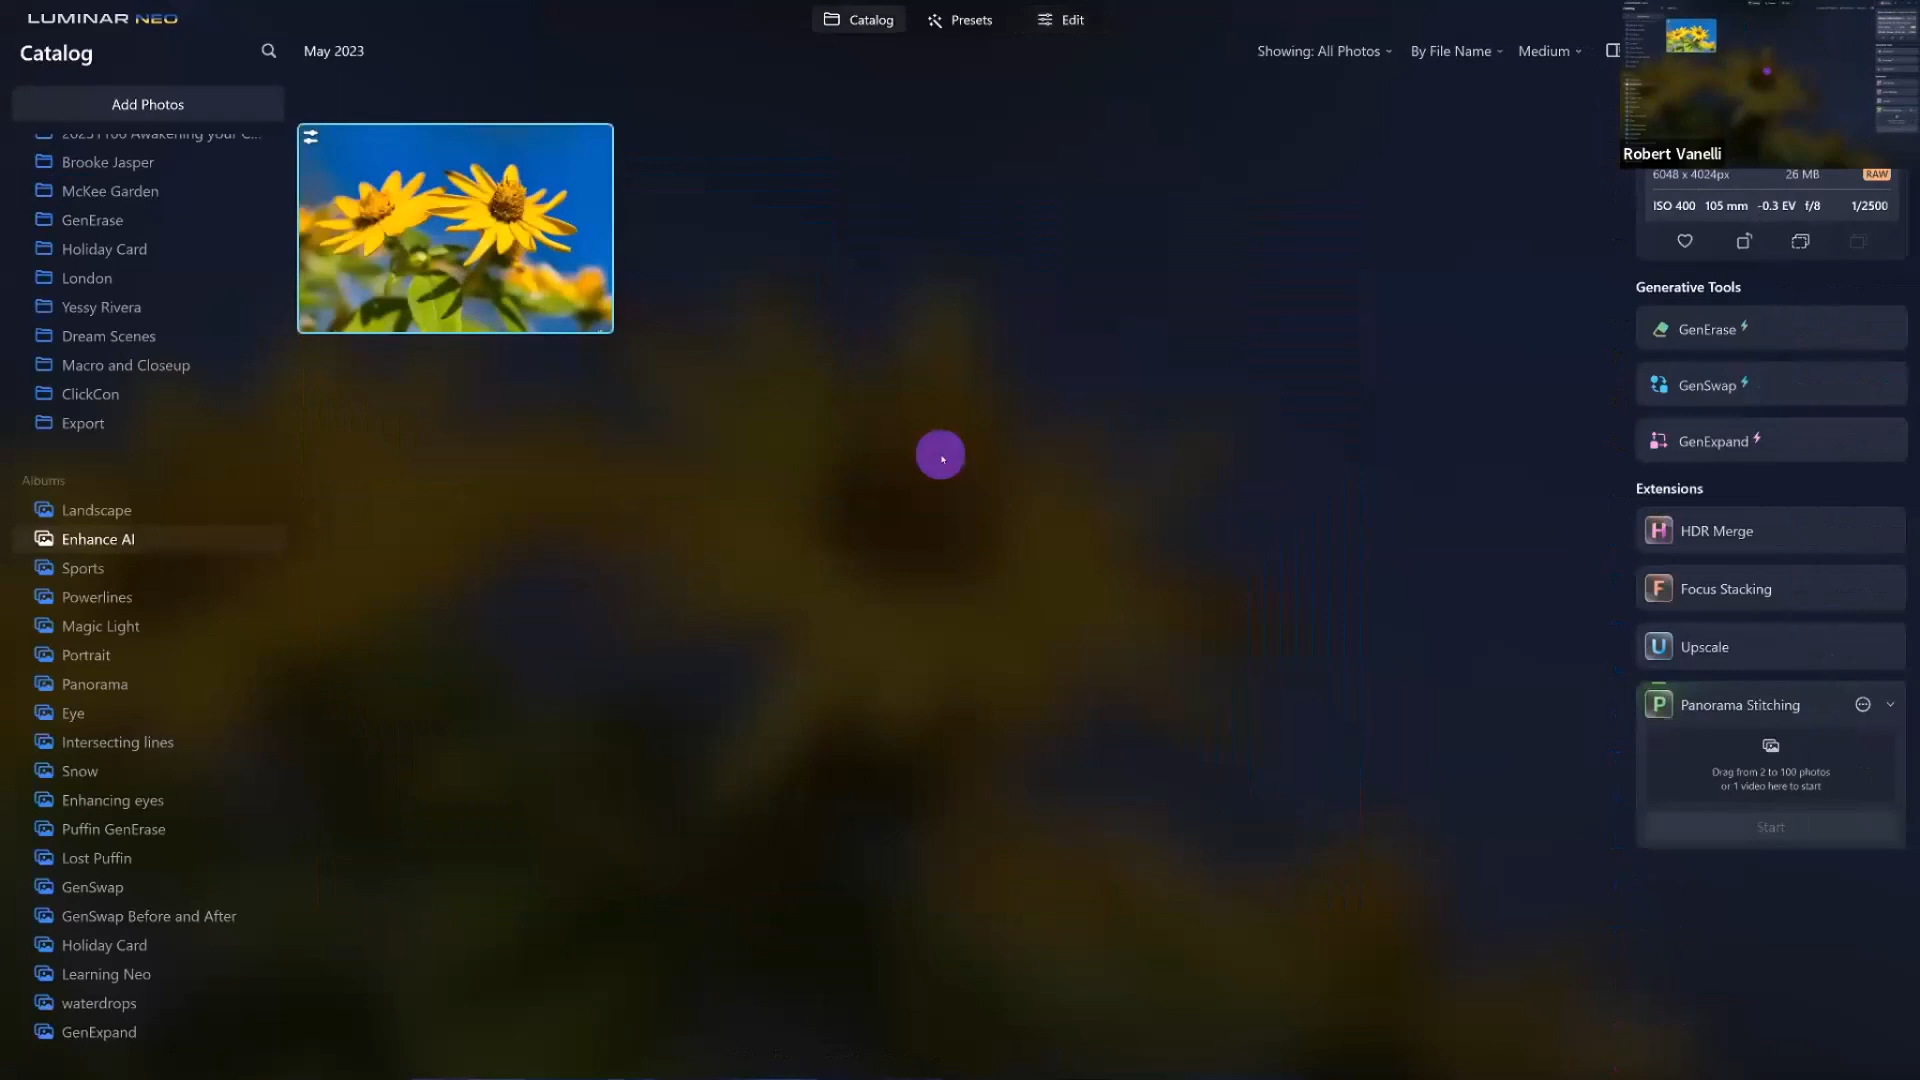 LUMINAR NEO
Catalog
Presets
Edit
Catalog
May 2023
Showing: All Photos
By File Name
Medium
Add Photos
Brooke Jasper
McKee Garden
GenErase
Holiday Card
London
Yessy Rivera
Dream Scenes
Macro and Closeup
ClickCon
Export
Albums
Landscape
Enhance AI
Sports
Powerlines
Magic Light
Portrait
Panorama
Eye
Intersecting lines
Snow
Enhancing eyes
Puffin GenErase
Lost Puffin
GenSwap
GenSwap Before and After
Holiday Card
Learning Neo
waterdrops
GenExpand
Robert Vanelli
6048 x 4024px 26 MB RAW
ISO 400 105 mm -0.3 EV f/8 1/2500
Generative Tools
GenErase
GenSwap
GenExpand
Extensions
H HDR Merge
F Focus Stacking
U Upscale
P Panorama Stitching
Drag from 2 to 100 photos
or 1 video here to start
Start